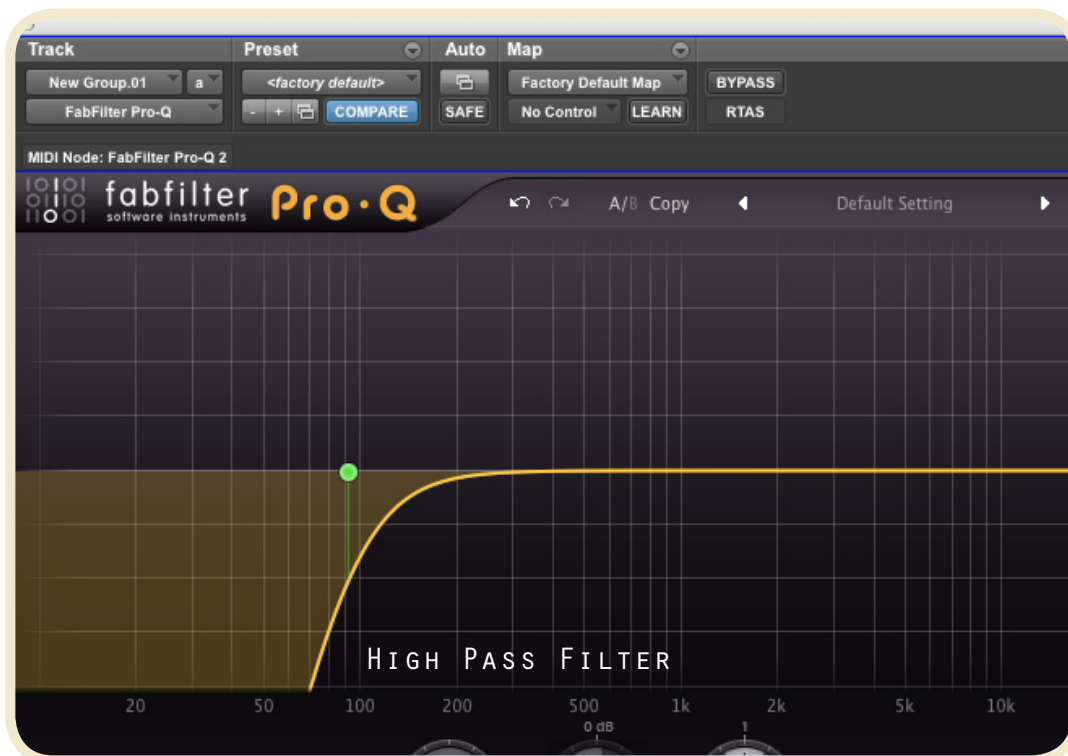 Track Preset Auto Map
New Group.01 a <factory default> Factory Default Map BYPASS
FabFilter Pro-Q - + COMPARE SAFE No Control LEARN RTAS
MIDI Node: FabFilter Pro-Q 2
fabfilter Pro·Q A/B Copy Default Setting
software instruments
HIGH PASS FILTER
20 50 100 200 500 1k 2k 5k 10k
0 dB 1